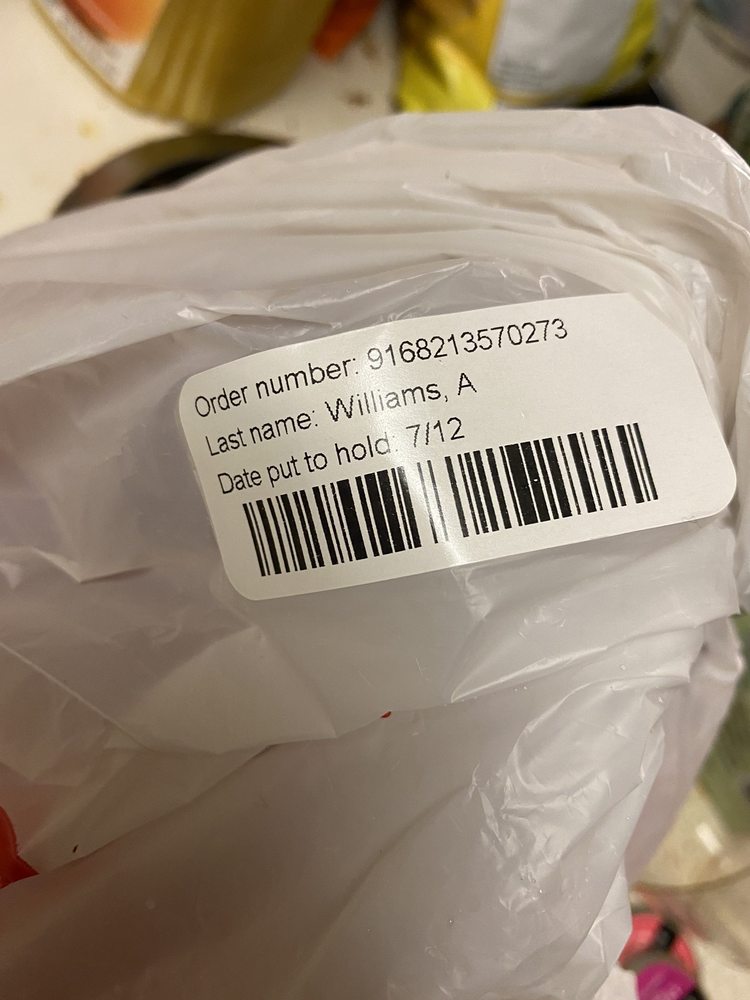 Order number: 9168213570273
Last name: Williams, A
Date put to hold: 7/12